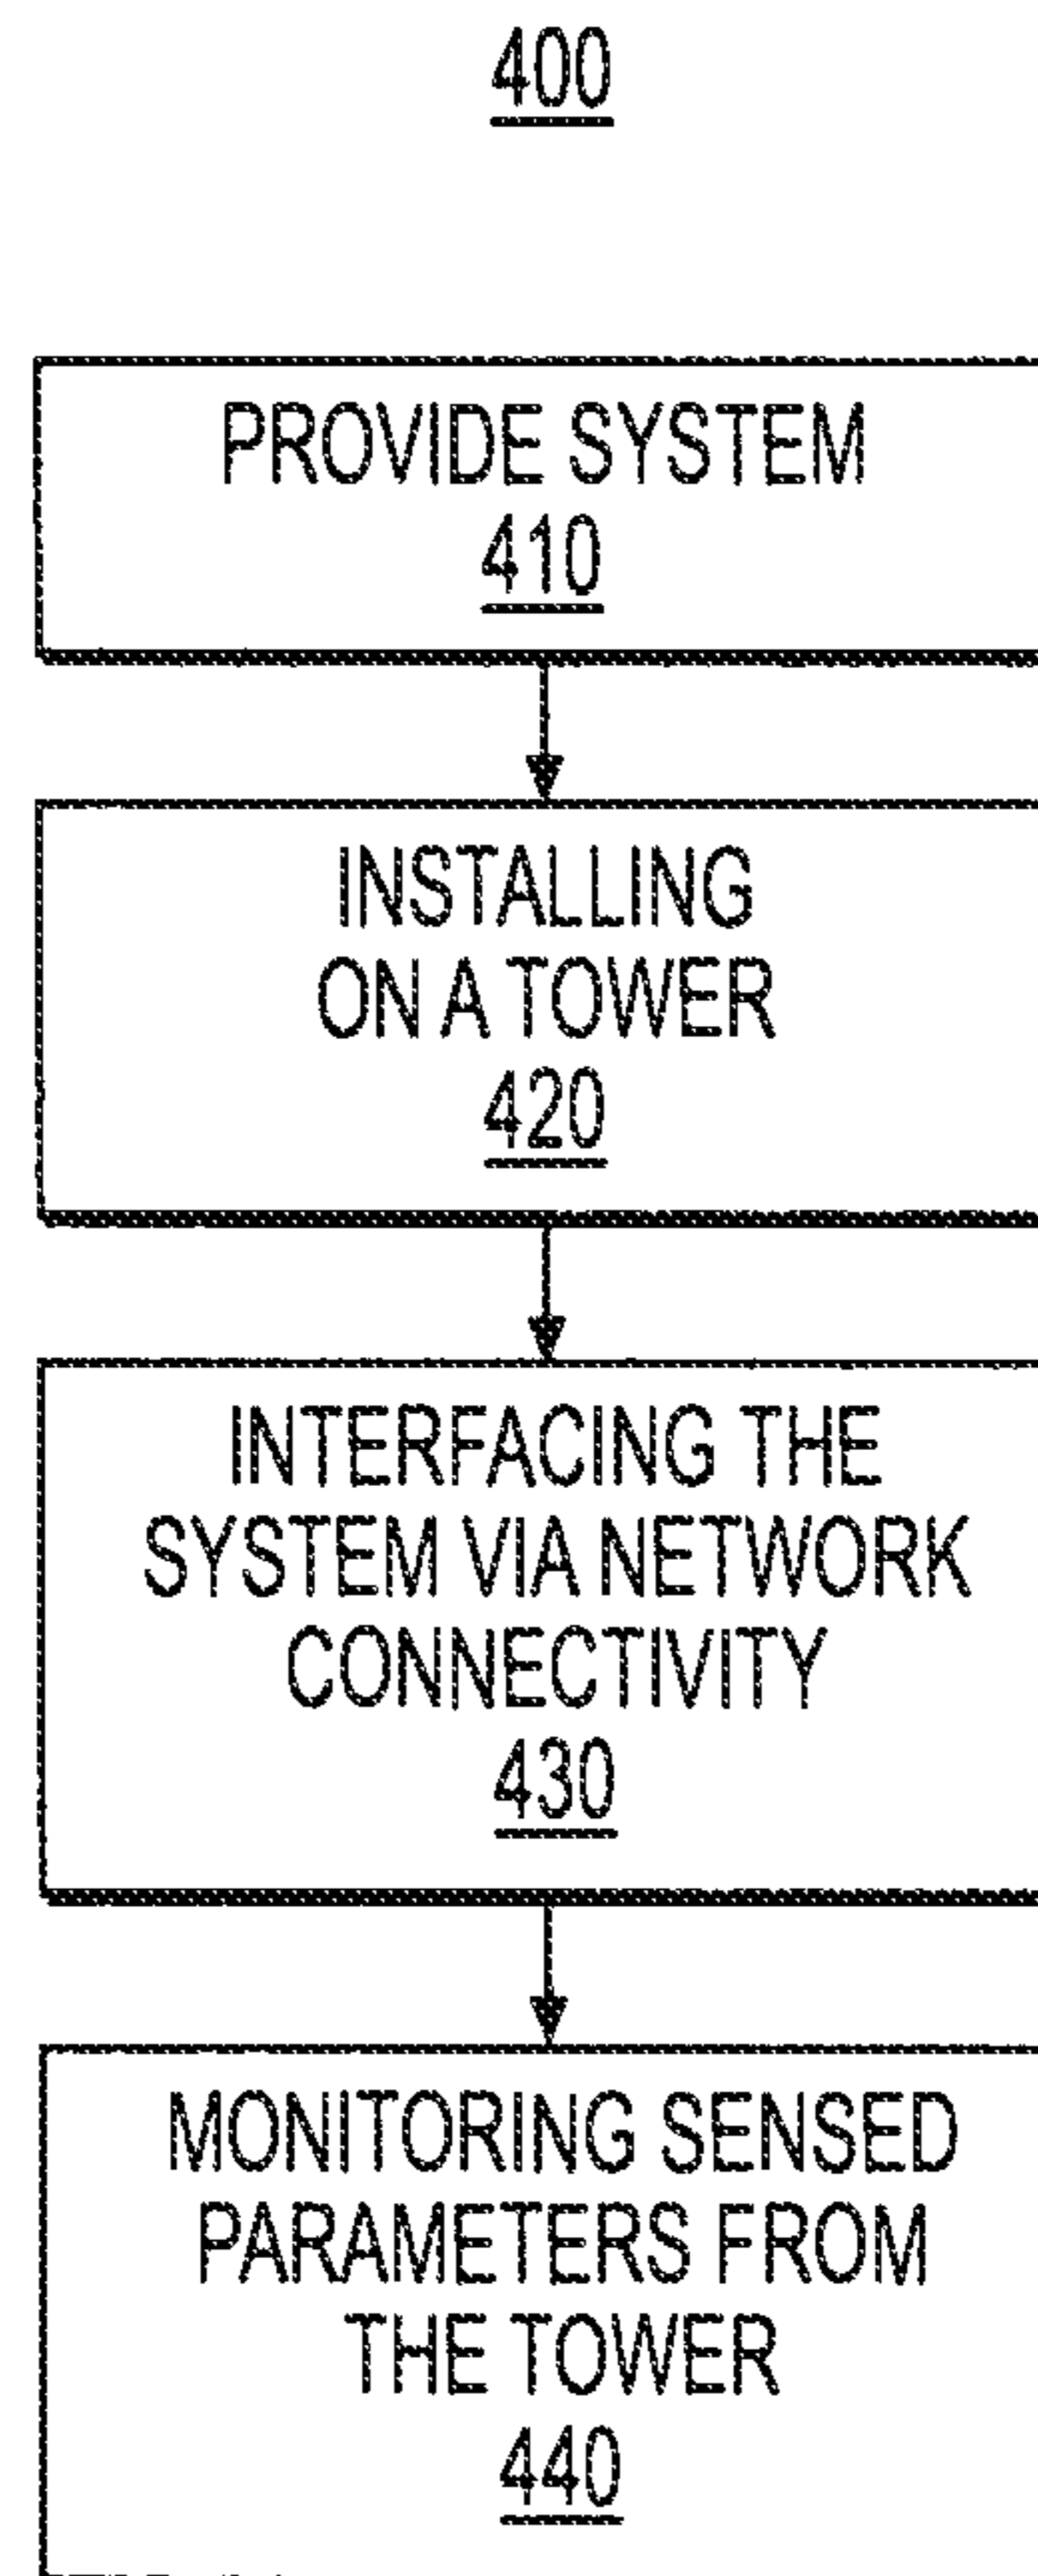 400
PROVIDE SYSTEM
410
INSTALLING
ON A TOWER
420
INTERFACING THE
SYSTEM VIA NETWORK
CONNECTIVITY
430
MONITORING SENSED
PARAMETERS FROM
THE TOWER
440